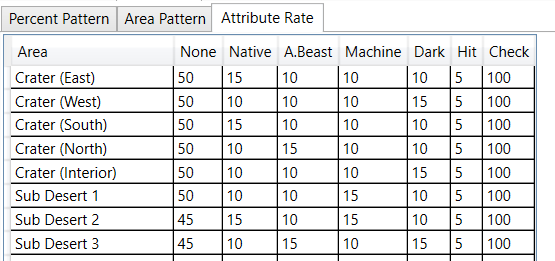 Percent Pattern Area Pattern Attribute Rate
Area None Native A.Beast Machine Dark Hit Check
Crater (East) 50 15 10 10 10 5 100
Crater (West) 50 10 10 10 15 5 100
Crater (South) 50 15 10 10 10 5 100
Crater (North) 50 10 15 10 10 5 100
Crater (Interior) 50 10 10 10 15 5 100
Sub Desert 1 50 10 10 15 10 5 100
Sub Desert 2 45 15 10 15 10 5 100
Sub Desert 3 45 10 15 10 15 5 100